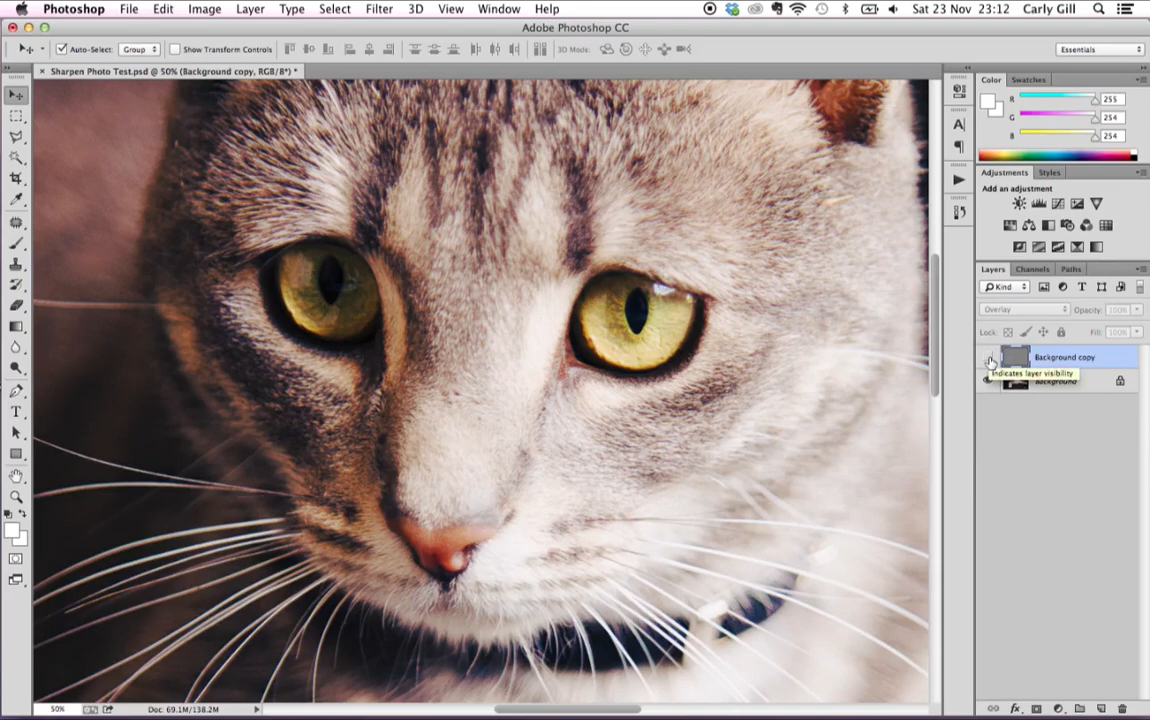 Photoshop File Edit Image Layer Type Select Filter 3D View Window Help Sat 23 Nov 23:12 Carly Gill
Adobe Photoshop CC
Auto-Select: Group Show Transform Controls 3D Mode: Essentials
× Sharpen Photo Test.psd @ 50% (Background copy, RGB/8*) *
Color Swatches
R 255
G 254
B 254
Adjustments Styles
Add an adjustment
Layers Channels Paths
Kind
Overlay Opacity: 100%
Lock: Fill: 100%
Background copy
Indicates layer visibility
Background
50% Doc: 69.1M/138.2M